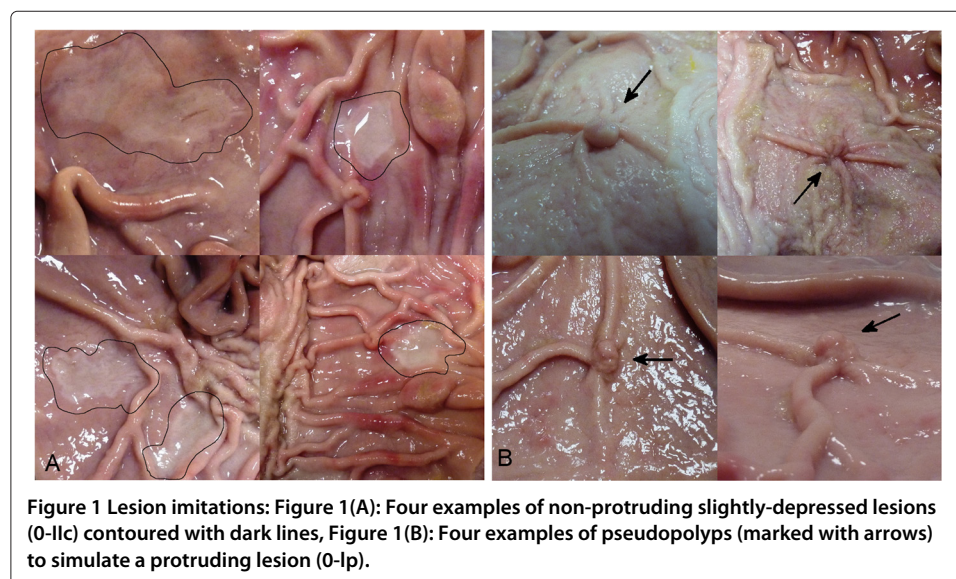 A
B
Figure 1 Lesion imitations: Figure 1(A): Four examples of non-protruding slightly-depressed lesions
(0-IIc) contoured with dark lines, Figure 1(B): Four examples of pseudopolyps (marked with arrows)
to simulate a protruding lesion (0-Ip).